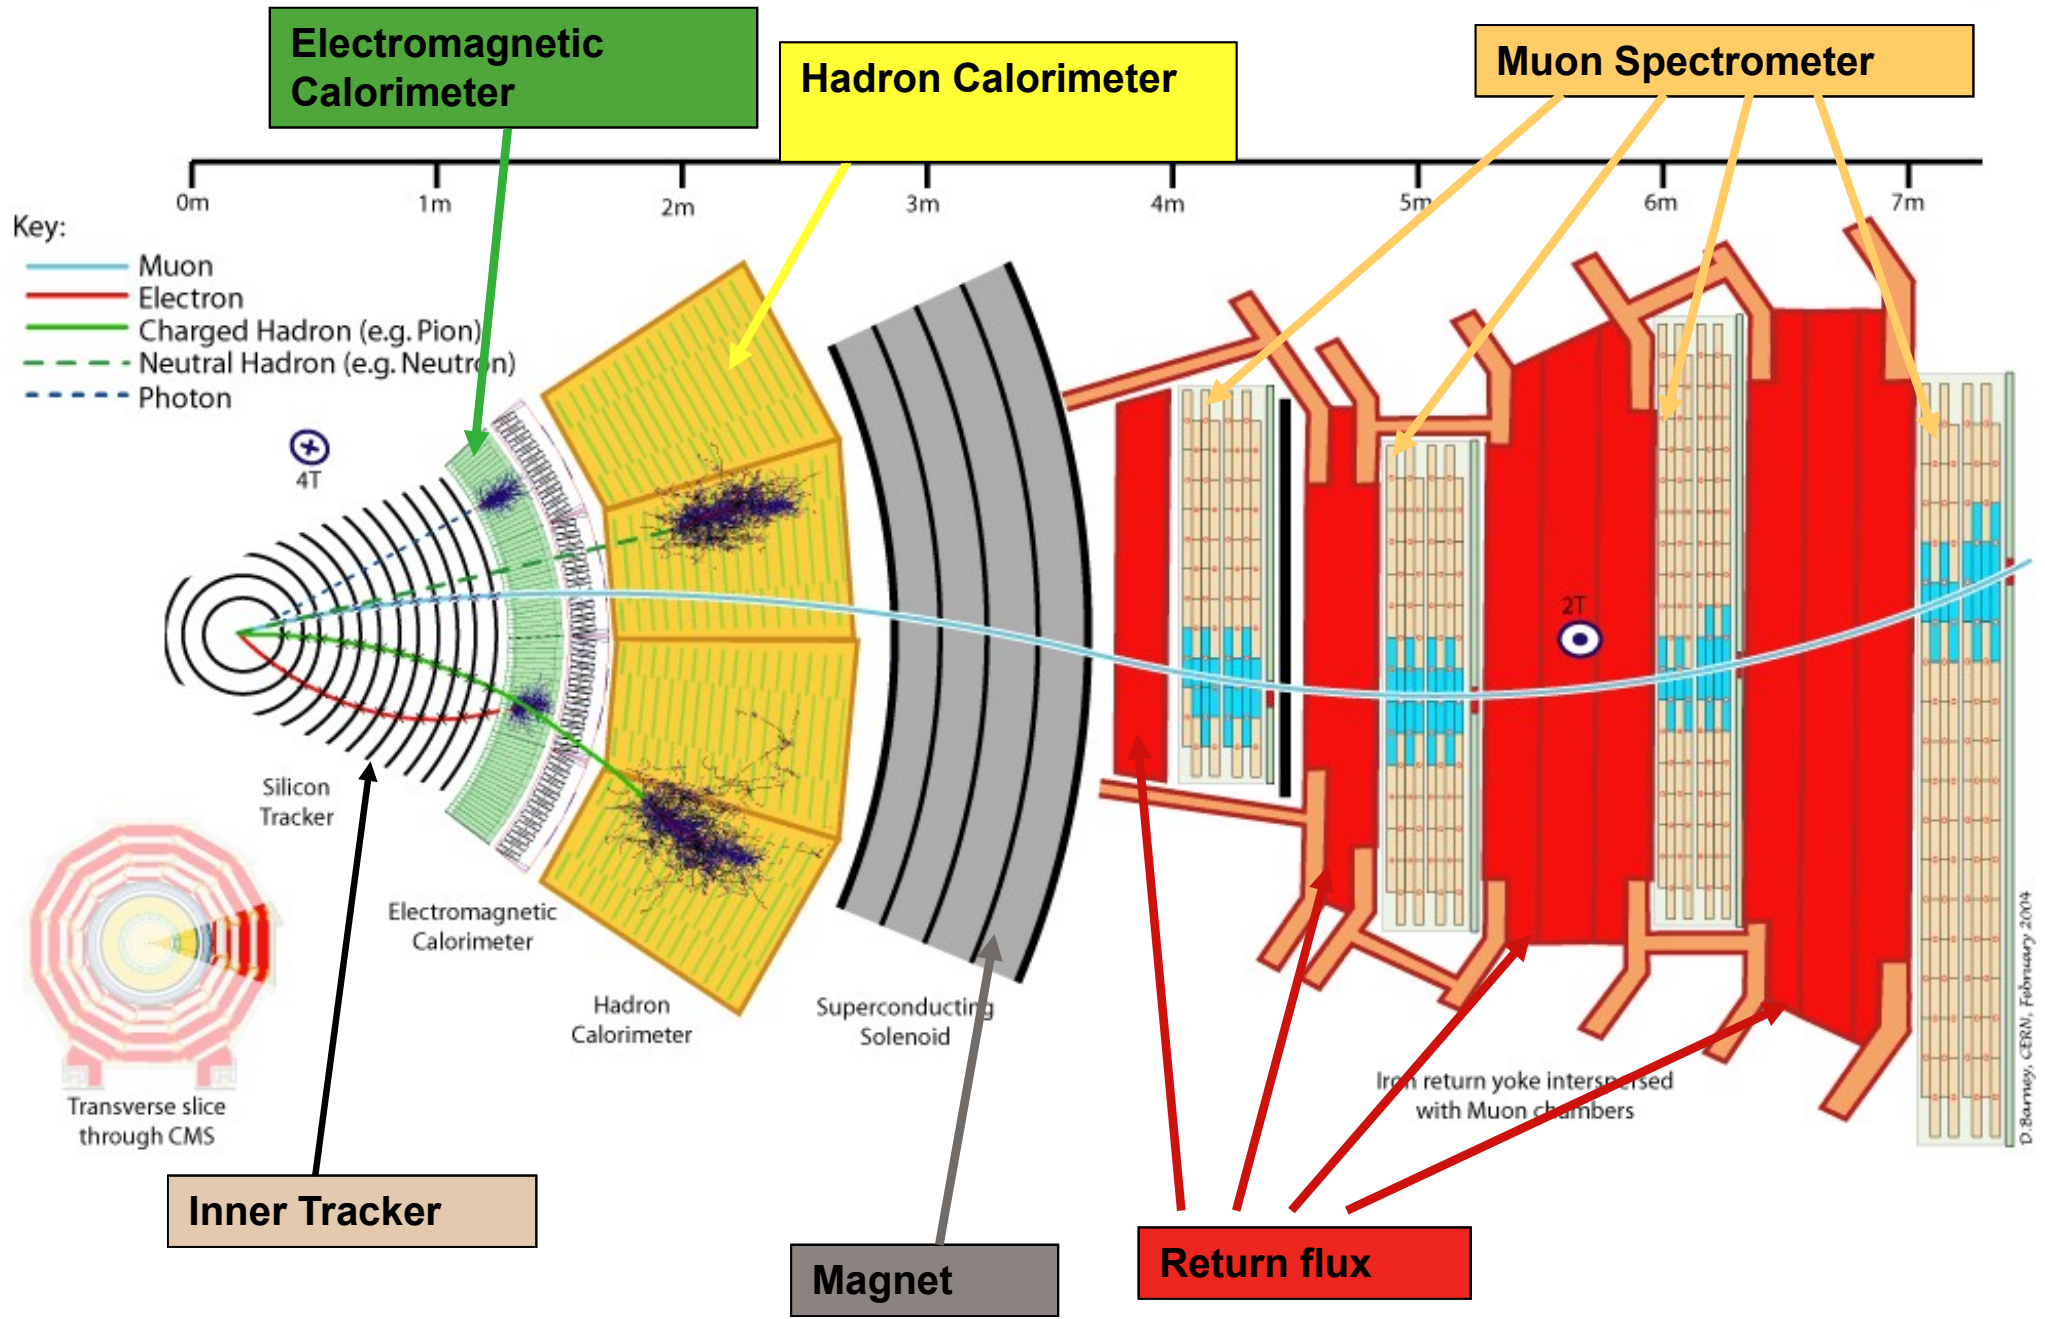 Electromagnetic
Calorimeter
Hadron Calorimeter
Muon Spectrometer
0m
1m
2m
3m
4m
5m
6m
7m
Key:
Muon
Electron
Charged Hadron (e.g. Pion)
Neutral Hadron (e.g. Neutron)
Photon
4T
2T
Silicon
Tracker
Electromagnetic
Calorimeter
Hadron
Calorimeter
Superconducting
Solenoid
Iron return yoke interspersed
with Muon chambers
Transverse slice
through CMS
D.Barney, CERN, February 2004
Inner Tracker
Magnet
Return flux